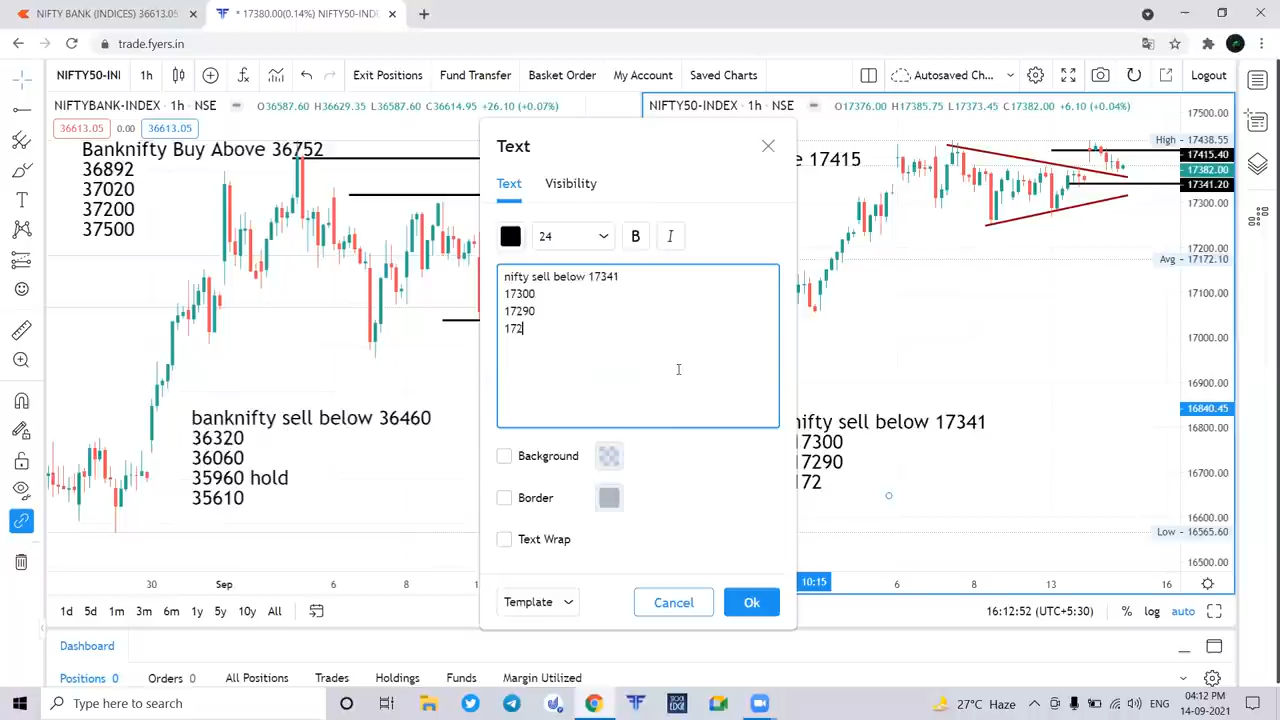 NIFTY BANK (INDICES) 36613.05
* 17380.00(0.14%) NIFTY50-INDE
trade.fyers.in
NIFTY50-INI
1h
Exit Positions
Fund Transfer
Basket Order
My Account
Saved Charts
Autosaved Ch...
Logout
NIFTYBANK-INDEX · 1h · NSE
O36587.60 H36629.35 L36587.60 C36614.95 +26.10 (+0.07%)
NIFTY50-INDEX · 1h · NSE
O17376.00 H17385.75 L17373.45 C17382.00 +6.10 (+0.04%)
36613.05
0.00
36613.05
Banknifty Buy Above 36752
36892
37020
37200
37500
banknifty sell below 36460
36320
36060
35960 hold
35610
Text
Text
Visibility
24
B
I
nifty sell below 17341
17300
17290
172
Background
Border
Text Wrap
Template
Cancel
Ok
17415
nifty sell below 17341
17300
17290
172
17500.00
High
17438.55
17415.40
17382.00
17341.20
17300.00
17200.00
Avg
17172.10
17100.00
17000.00
16900.00
16840.45
16800.00
16700.00
16600.00
Low
16565.60
16500.00
30
Sep
6
8
10:15
6
8
13
16
1d
5d
1m
3m
6m
1y
5y
10y
All
16:12:52 (UTC+5:30)
%
log
auto
Dashboard
Positions 0
Orders 0
All Positions
Trades
Holdings
Funds
Margin Utilized
Type here to search
27°C Haze
ENG
04:12 PM
14-09-2021